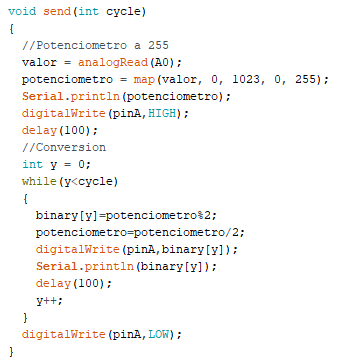 void send(int cycle)
{
  //Potenciometro a 255
  valor = analogRead(A0);
  potenciometro = map(valor, 0, 1023, 0, 255);
  Serial.println(potenciometro);
  digitalWrite(pinA,HIGH);
  delay(100);
  //Conversion
  int y = 0;
  while(y<cycle)
  {
    binary[y]=potenciometro%2;
    potenciometro=potenciometro/2;
    digitalWrite(pinA,binary[y]);
    Serial.println(binary[y]);
    delay(100);
    y++;
  }
  digitalWrite(pinA,LOW);
}